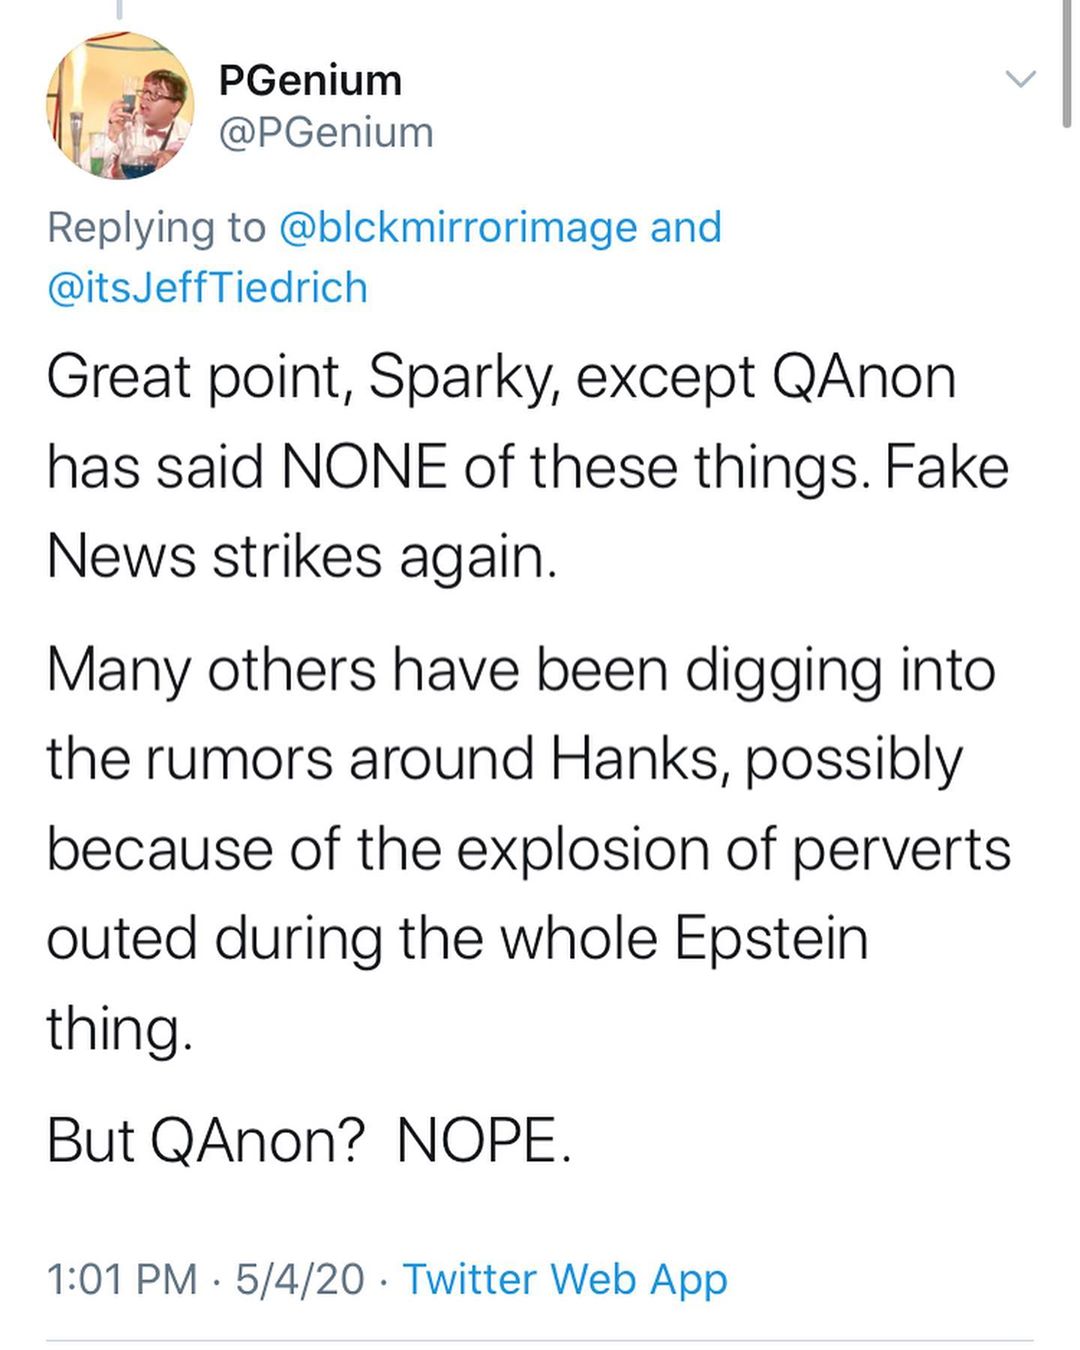 PGenium
@PGenium
Replying to @blckmirrorimage and
@itsJeffTiedrich
Great point, Sparky, except QAnon
has said NONE of these things. Fake
News strikes again.
Many others have been digging into
the rumors around Hanks, possibly
because of the explosion of perverts
outed during the whole Epstein
thing.
But QAnon?  NOPE.
1:01 PM · 5/4/20 · Twitter Web App